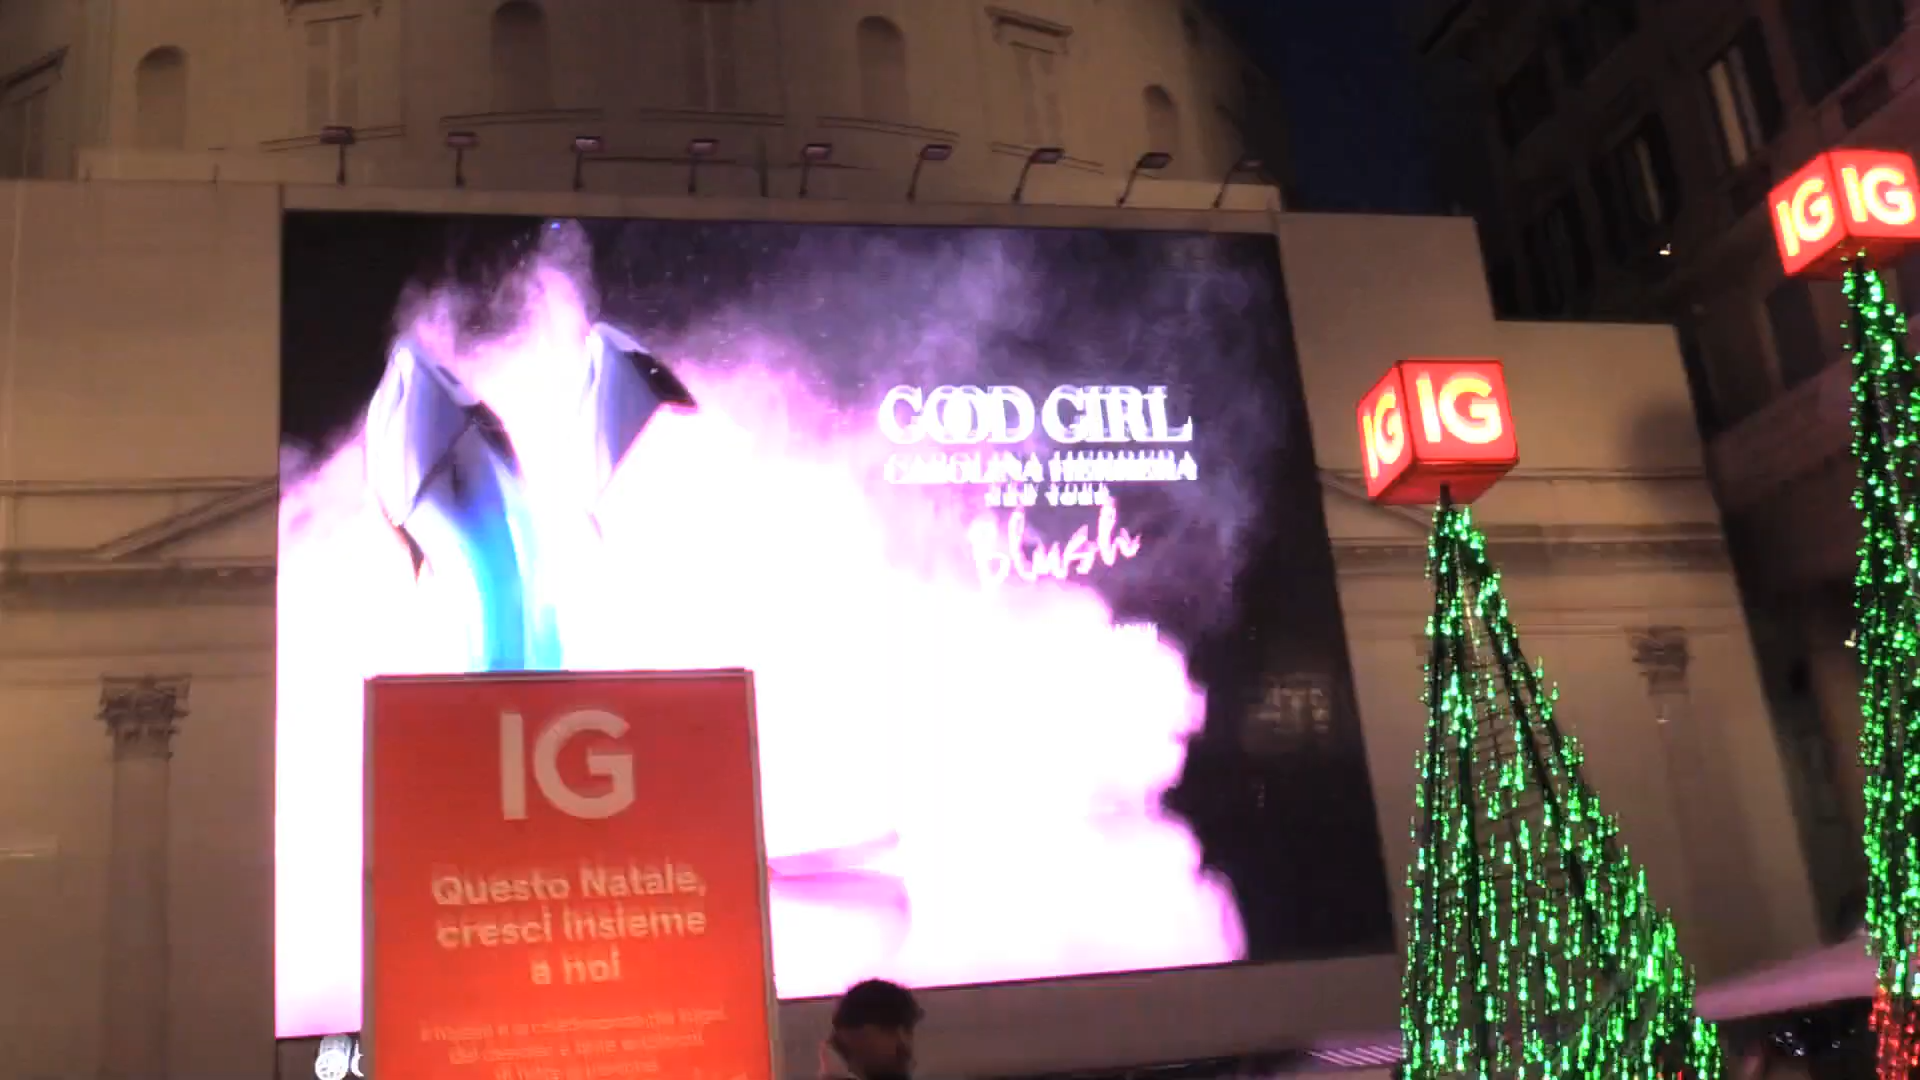 GOOD GIRL
CAROLINA HERRERA
NEW YORK
Blush
IG IG
IG IG
IG
Questo Natale,
cresci insieme
a noi